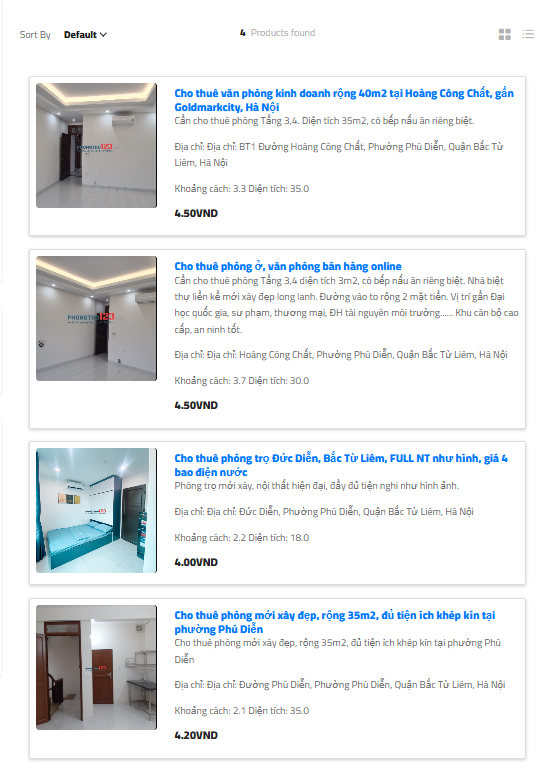 Sort By Default 4 Products found
Cho thuê văn phòng kinh doanh rộng 40m2 tại Hoàng Công Chất, gần
Goldmarkcity, Hà Nội
Cần cho thuê phòng Tầng 3,4. Diện tích 35m2, có bếp nấu ăn riêng biệt.
Địa chỉ: Địa chỉ: BT1 Đường Hoàng Công Chất, Phường Phú Diễn, Quận Bắc Từ
Liêm, Hà Nội
Khoảng cách: 3.3 Diện tích: 35.0
4.50VND
PHONGTRO123
Cho thuê phòng ở, văn phòng bán hàng online
Cần cho thuê phòng Tầng 3,4 diện tích 3m2, có bếp nấu ăn riêng biệt. Nhà biệt
thự liền kề mới xây đẹp long lanh. Đường vào to rộng 2 mặt tiền. Vị trí gần Đại
học quốc gia, sư phạm, thương mại, ĐH tài nguyên môi trường...... Khu cán bộ cao
cấp, an ninh tốt.
Địa chỉ: Địa chỉ: Hoàng Công Chất, Phường Phú Diễn, Quận Bắc Từ Liêm, Hà Nội
Khoảng cách: 3.7 Diện tích: 30.0
4.50VND
PHONGTRO123
Cho thuê phòng trọ Đức Diễn, Bắc Từ Liêm, FULL NT như hình, giá 4
bao điện nước
Phòng trọ mới xây, nội thất hiện đại, đầy đủ tiện nghi như hình ảnh.
Địa chỉ: Địa chỉ: Đức Diễn, Phường Phú Diễn, Quận Bắc Từ Liêm, Hà Nội
Khoảng cách: 2.2 Diện tích: 18.0
4.00VND
Cho thuê phòng mới xây đẹp, rộng 35m2, đủ tiện ích khép kín tại
phường Phú Diễn
Cho thuê phòng mới xây đẹp, rộng 35m2, đủ tiện ích khép kín tại phường Phú
Diễn
Địa chỉ: Địa chỉ: Đường Phú Diễn, Phường Phú Diễn, Quận Bắc Từ Liêm, Hà Nội
Khoảng cách: 2.1 Diện tích: 35.0
4.20VND